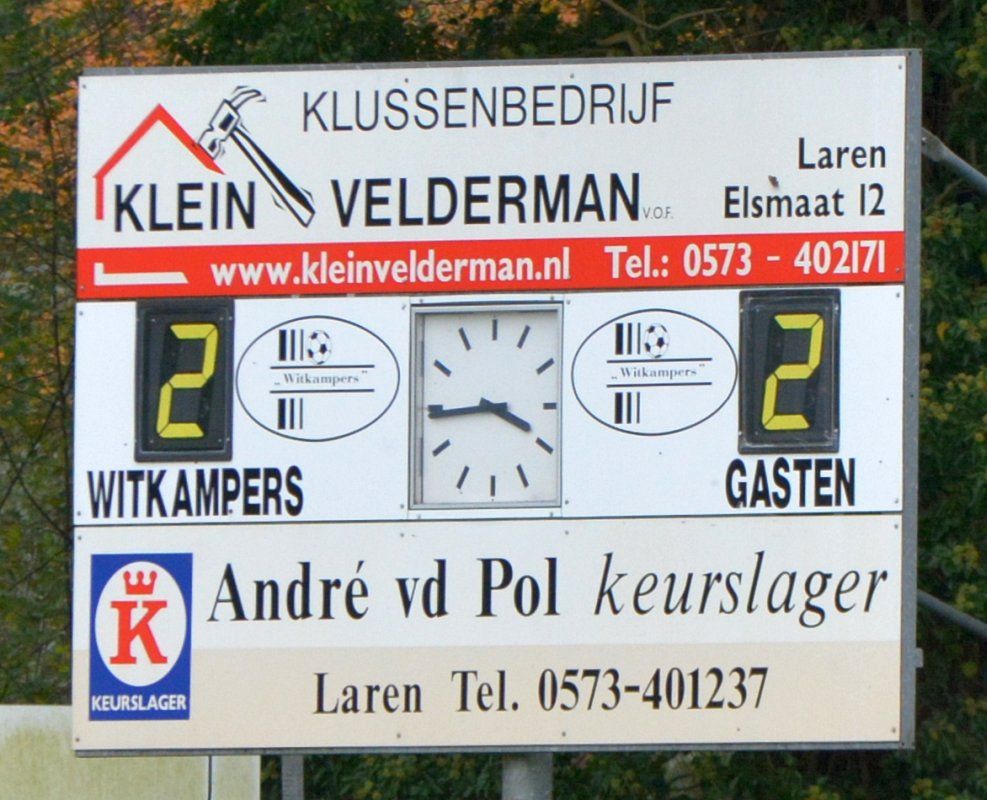 KLUSSENBEDRIJF
KLEIN VELDERMAN V.O.F.
Laren
Elsmaat 12
www.kleinvelderman.nl Tel.: 0573 - 402171
2 2
„Witkampers” „Witkampers”
WITKAMPERS GASTEN
K
KEURSLAGER
André vd Pol keurslager
Laren Tel. 0573-401237